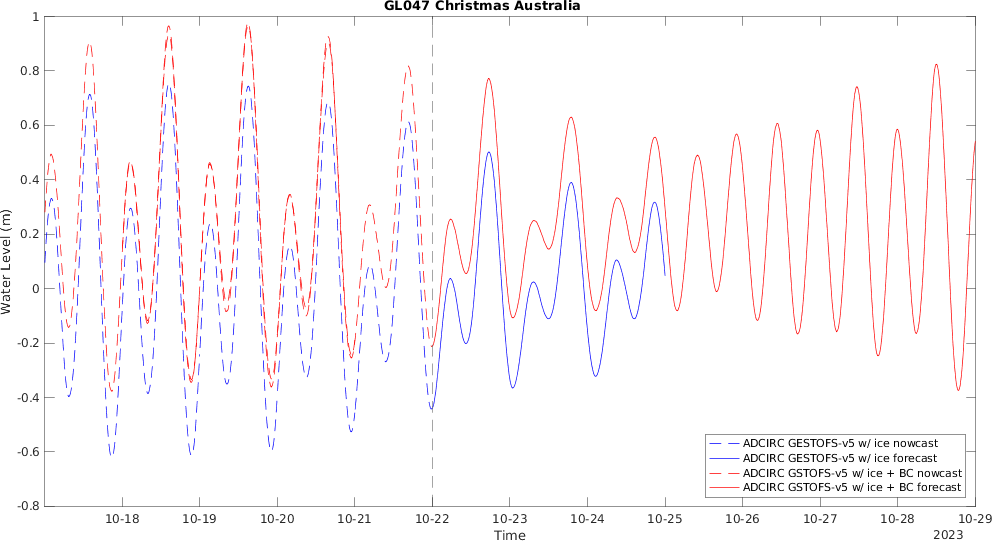 GL047 Christmas Australia
Water Level (m)
1
0.8
0.6
0.4
0.2
0
-0.2
-0.4
-0.6
-0.8
ADCIRC GESTOFS-v5 w/ ice nowcast
ADCIRC GESTOFS-v5 w/ ice forecast
ADCIRC GSTOFS-v5 w/ ice + BC nowcast
ADCIRC GSTOFS-v5 w/ ice + BC forecast
10-18 10-19 10-20 10-21 10-22 10-23 10-24 10-25 10-26 10-27 10-28 10-29
Time
2023